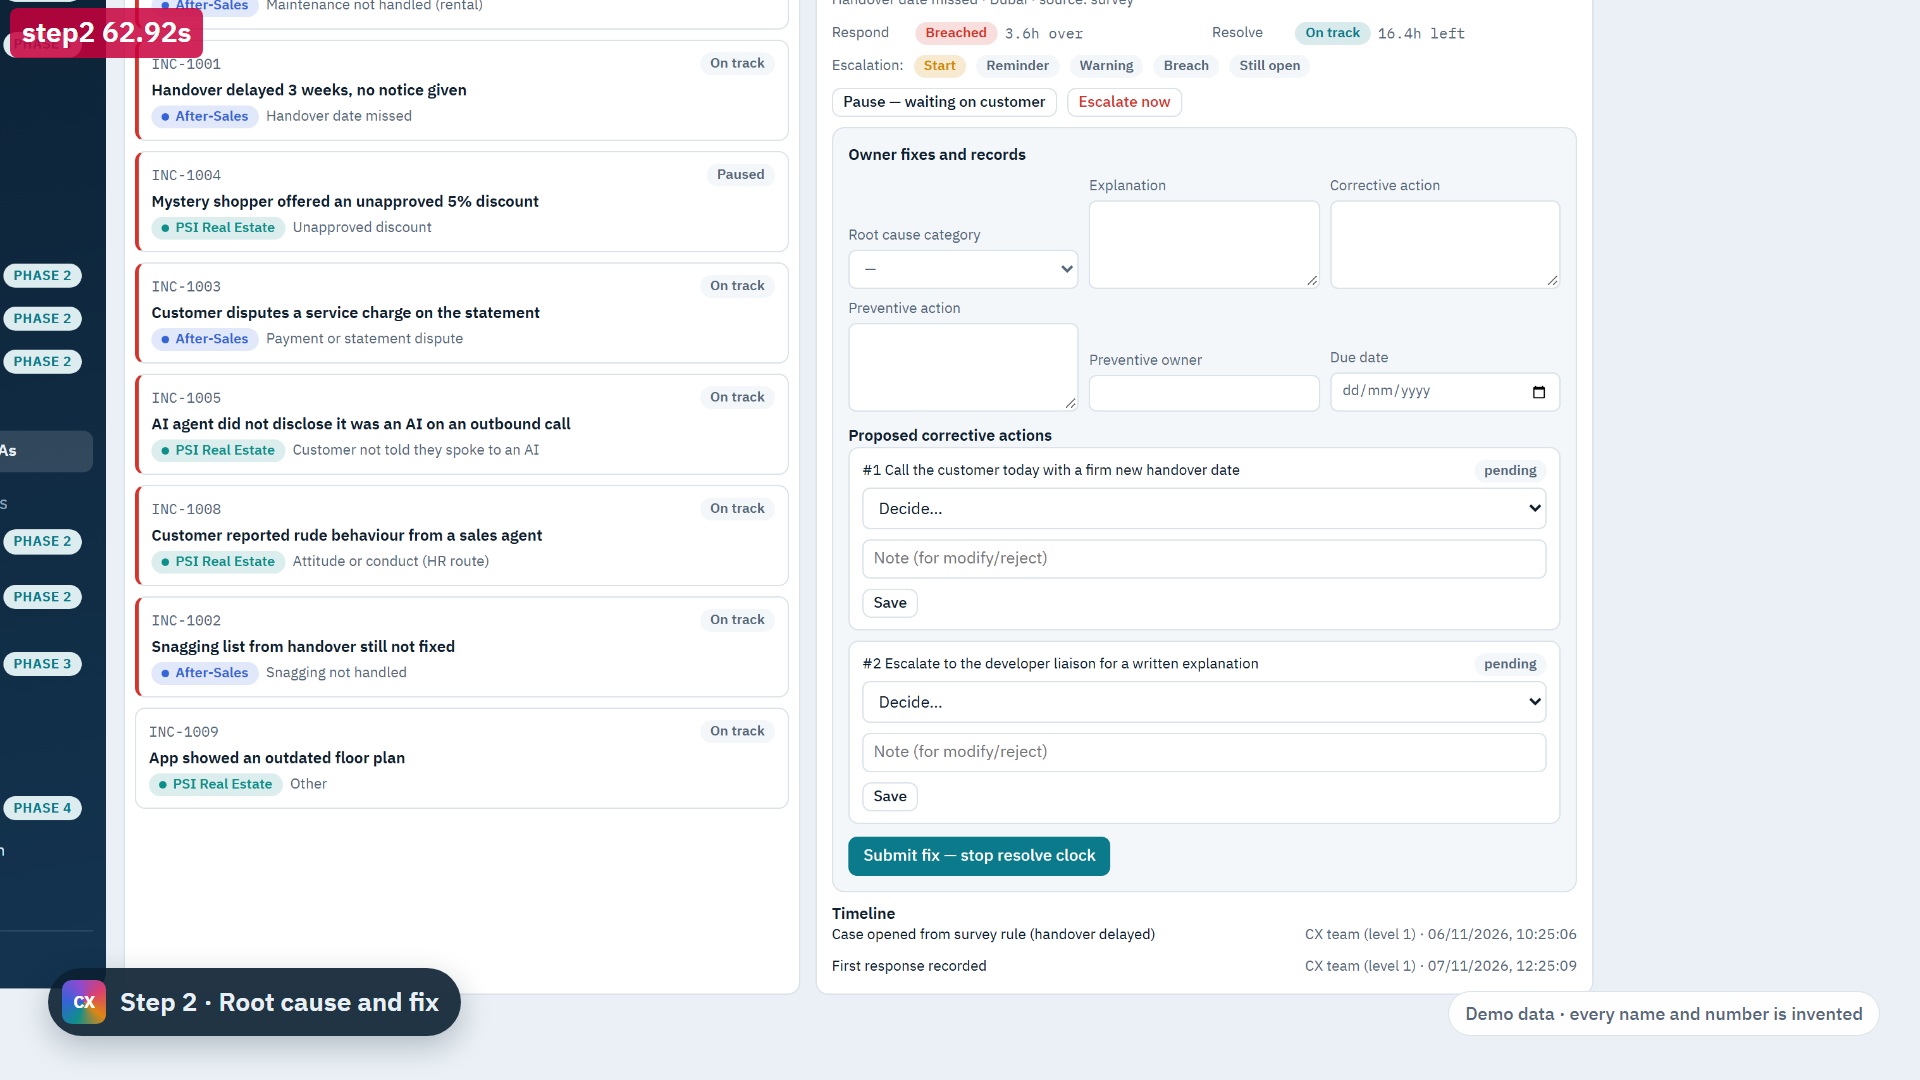 step2 62.92s
After-Sales Maintenance not handled (rental)
INC-1001 On track
Handover delayed 3 weeks, no notice given
After-Sales Handover date missed
INC-1004 Paused
Mystery shopper offered an unapproved 5% discount
PSI Real Estate Unapproved discount
INC-1003 On track
Customer disputes a service charge on the statement
After-Sales Payment or statement dispute
INC-1005 On track
AI agent did not disclose it was an AI on an outbound call
PSI Real Estate Customer not told they spoke to an AI
INC-1008 On track
Customer reported rude behaviour from a sales agent
PSI Real Estate Attitude or conduct (HR route)
INC-1002 On track
Snagging list from handover still not fixed
After-Sales Snagging not handled
INC-1009 On track
App showed an outdated floor plan
PSI Real Estate Other
PHASE 2
PHASE 2
PHASE 2
As
s
PHASE 2
PHASE 2
PHASE 3
PHASE 4
n
Handover date missed · Dubai · source: survey
Respond Breached 3.6h over Resolve On track 16.4h left
Escalation: Start Reminder Warning Breach Still open
Pause — waiting on customer Escalate now
Owner fixes and records
Root cause category
—
Explanation
Corrective action
Preventive action
Preventive owner
Due date
dd/mm/yyyy
Proposed corrective actions
#1 Call the customer today with a firm new handover date pending
Decide...
Note (for modify/reject)
Save
#2 Escalate to the developer liaison for a written explanation pending
Decide...
Note (for modify/reject)
Save
Submit fix — stop resolve clock
Timeline
Case opened from survey rule (handover delayed) CX team (level 1) · 06/11/2026, 10:25:06
First response recorded CX team (level 1) · 07/11/2026, 12:25:09
CX Step 2 · Root cause and fix
Demo data · every name and number is invented